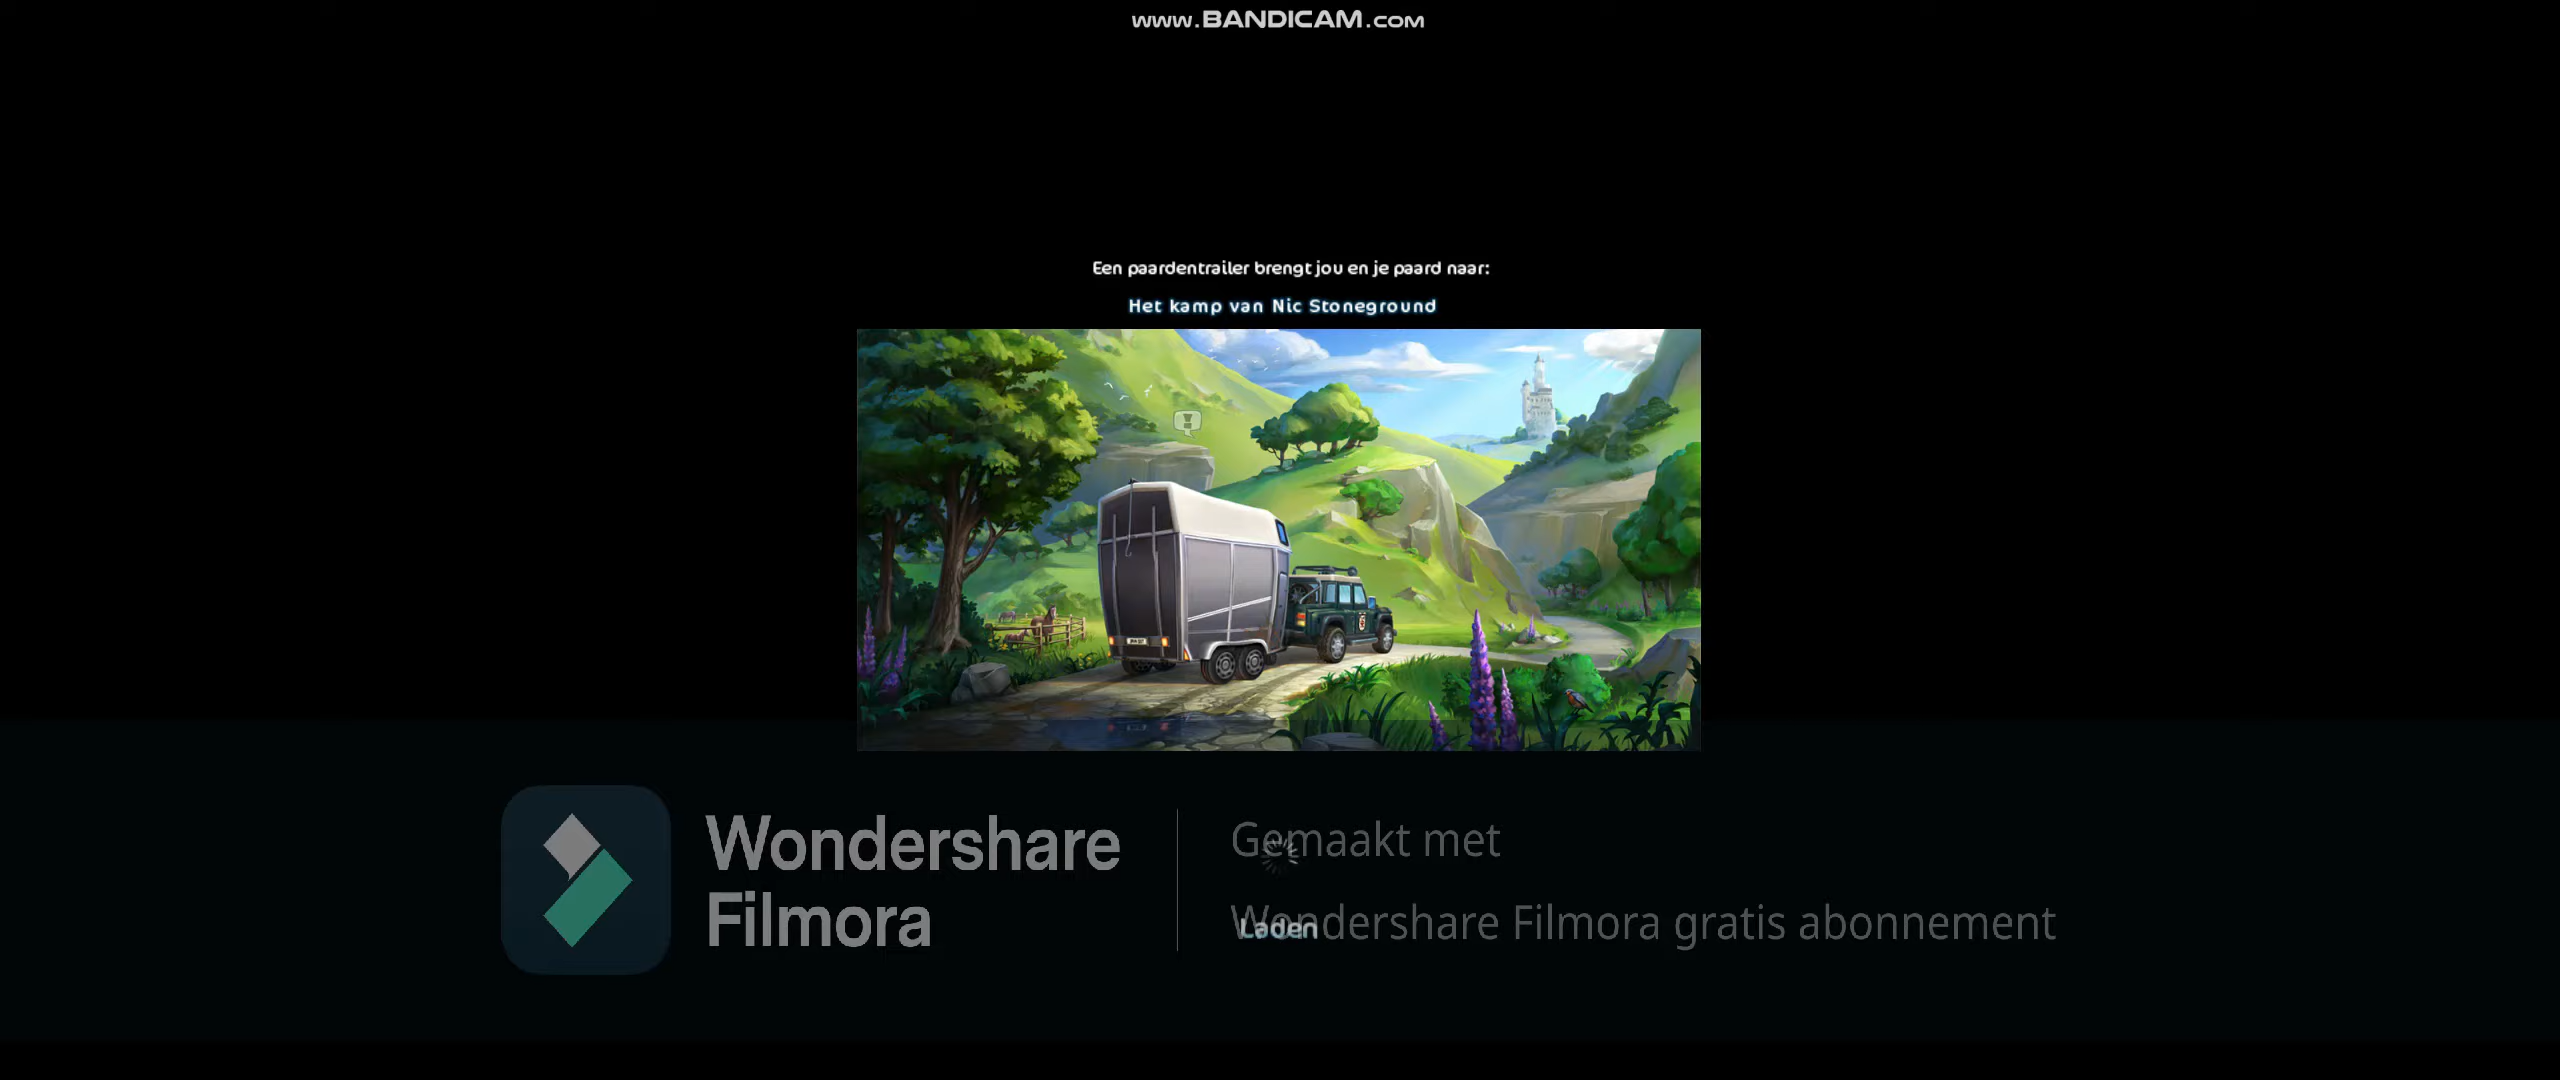 www.BANDICAM.com
Een paardentrailer brengt jou en je paard naar:
Het kamp van Nic Stoneground
Wondershare
Filmora
Gemaakt met
Wondershare Filmora gratis abonnement
Laden